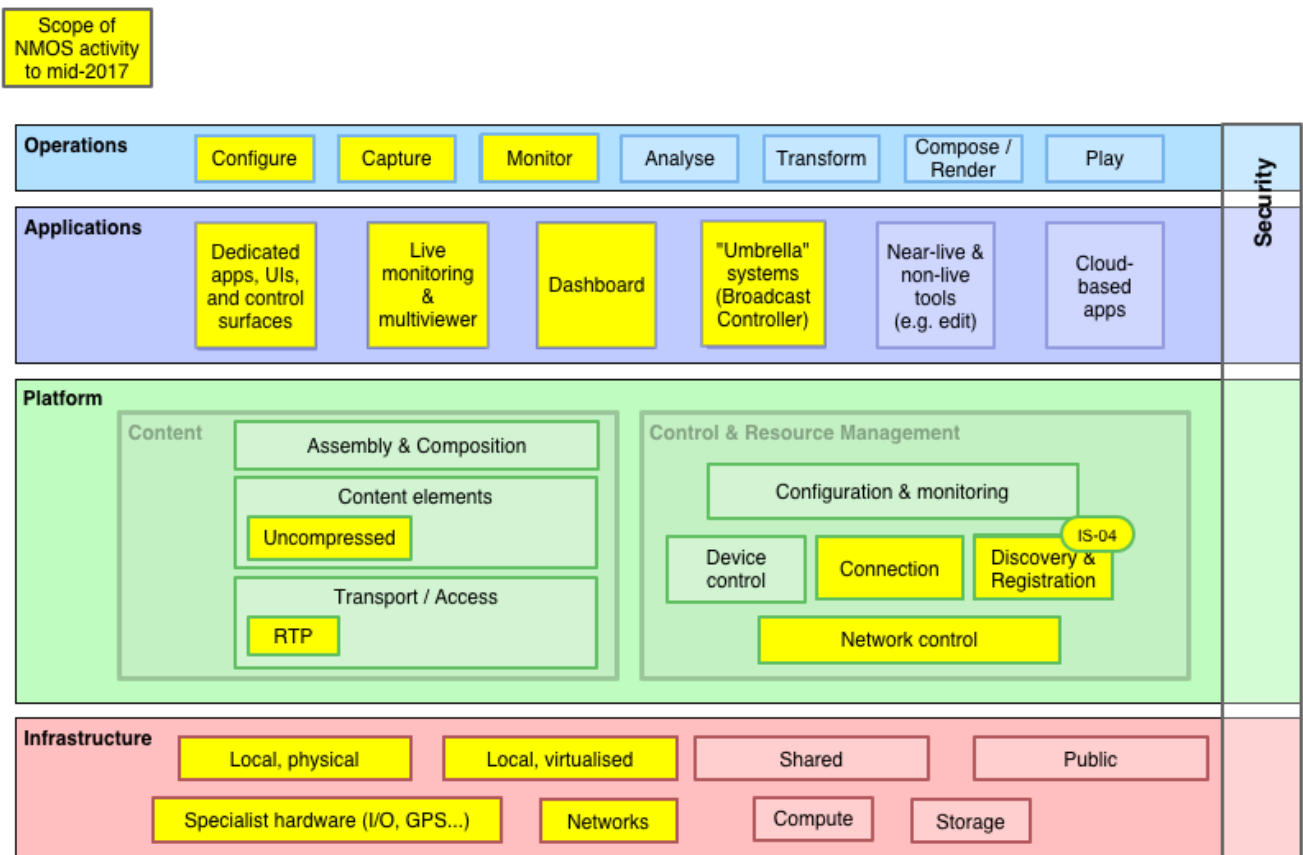 Scope of
NMOS activity
to mid-2017
Operations
Configure
Capture
Monitor
Analyse
Transform
Compose /
Render
Play
Security
Applications
Dedicated
apps, UIs,
and control
surfaces
Live
monitoring
&
multiviewer
Dashboard
"Umbrella"
systems
(Broadcast
Controller)
Near-live &
non-live
tools
(e.g. edit)
Cloud-
based
apps
Platform
Content
Assembly & Composition
Content elements
Uncompressed
Transport / Access
RTP
Control & Resource Management
Configuration & monitoring
IS-04
Device
control
Connection
Discovery &
Registration
Network control
Infrastructure
Local, physical
Local, virtualised
Shared
Public
Specialist hardware (I/O, GPS...)
Networks
Compute
Storage